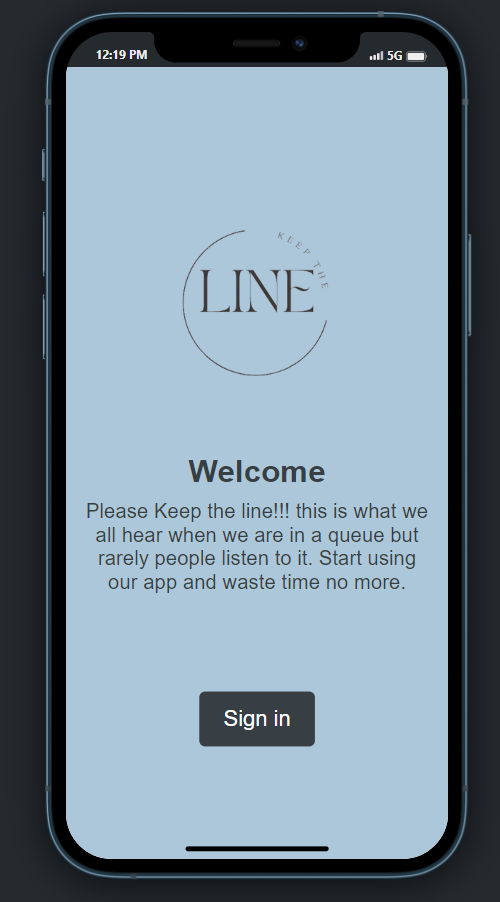 12:19 PM 5G
KEEP THE
LINE
Welcome
Please Keep the line!!! this is what we
all hear when we are in a queue but
rarely people listen to it. Start using
our app and waste time no more.
Sign in